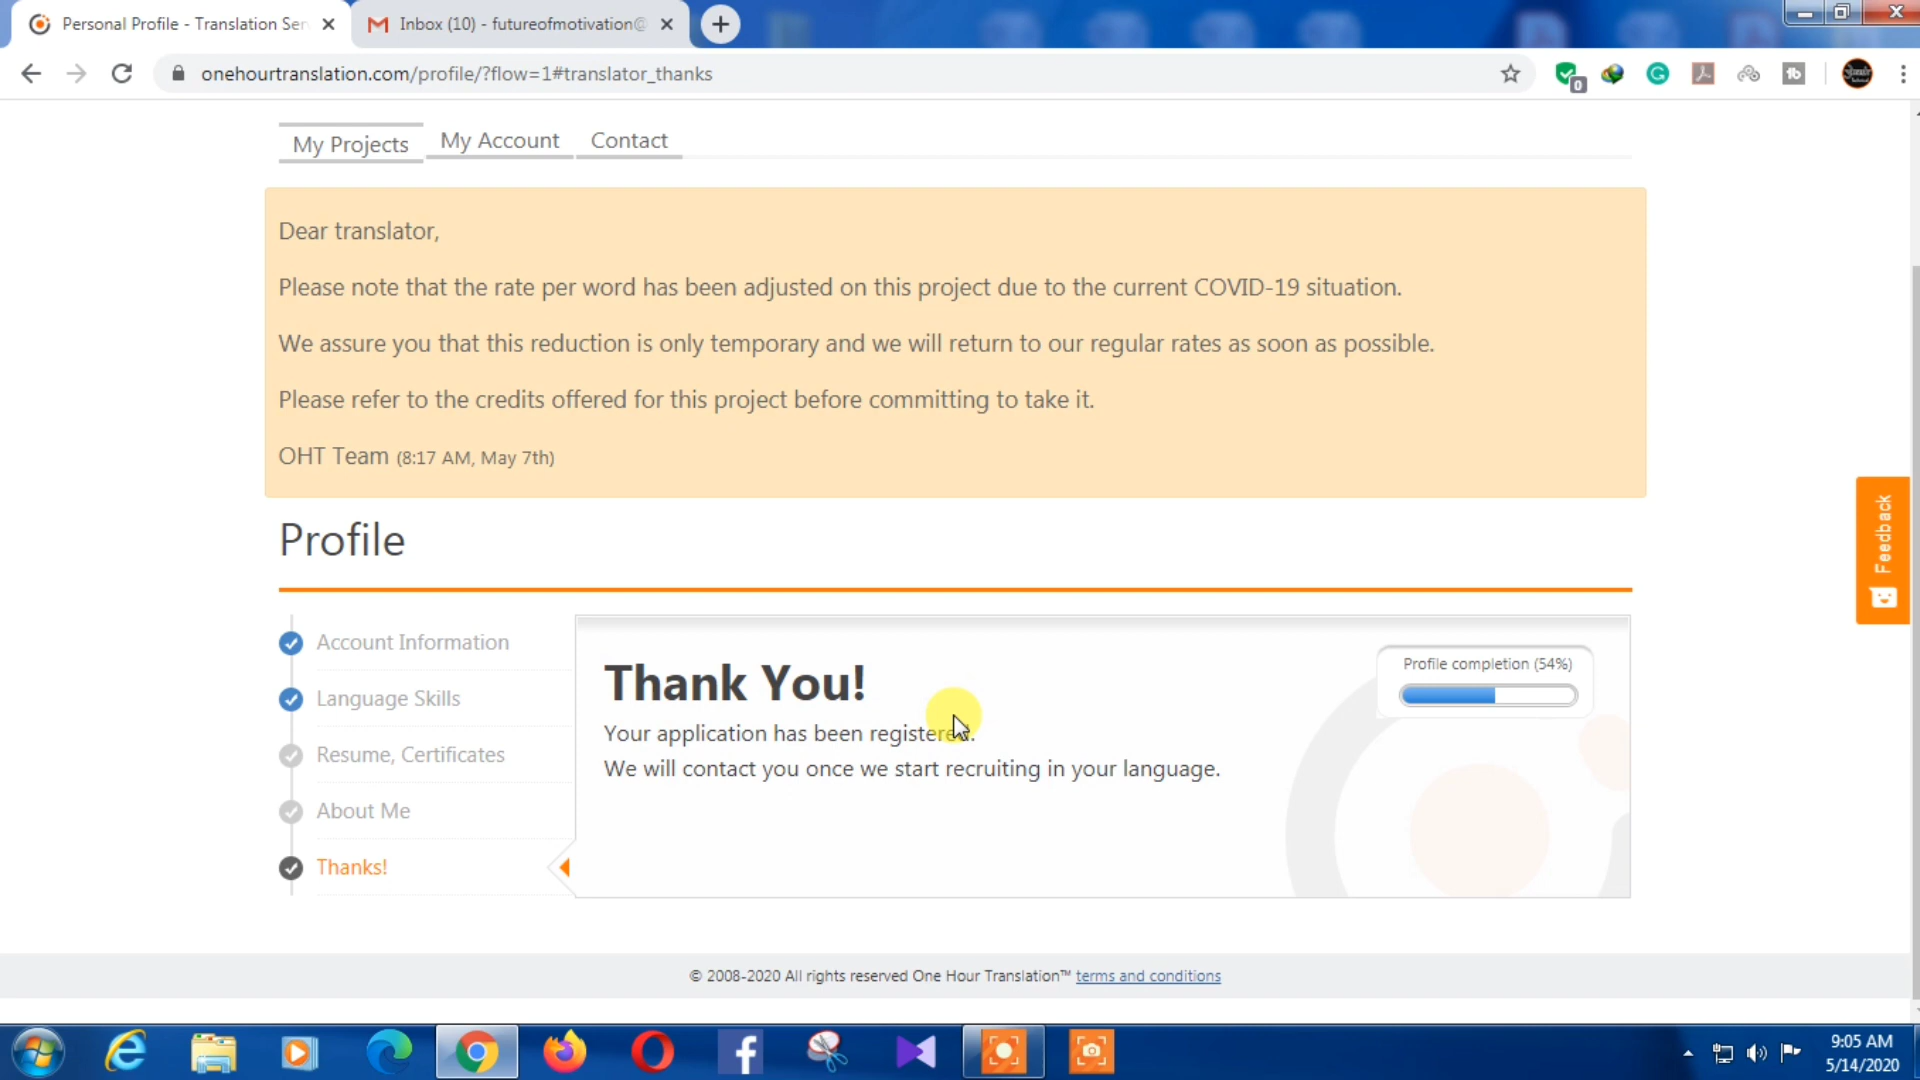 Personal Profile - Translation Ser
Inbox (10) - futureofmotivation@
onehourtranslation.com/profile/?flow=1#translator_thanks
0
My Projects
My Account
Contact
Dear translator,
Please note that the rate per word has been adjusted on this project due to the current COVID-19 situation.
We assure you that this reduction is only temporary and we will return to our regular rates as soon as possible.
Please refer to the credits offered for this project before committing to take it.
OHT Team (8:17 AM, May 7th)
Feedback
Profile
Account Information
Language Skills
Resume, Certificates
About Me
Thanks!
Thank You!
Your application has been registered.
We will contact you once we start recruiting in your language.
Profile completion (54%)
© 2008-2020 All rights reserved One Hour Translation™ terms and conditions
9:05 AM
5/14/2020